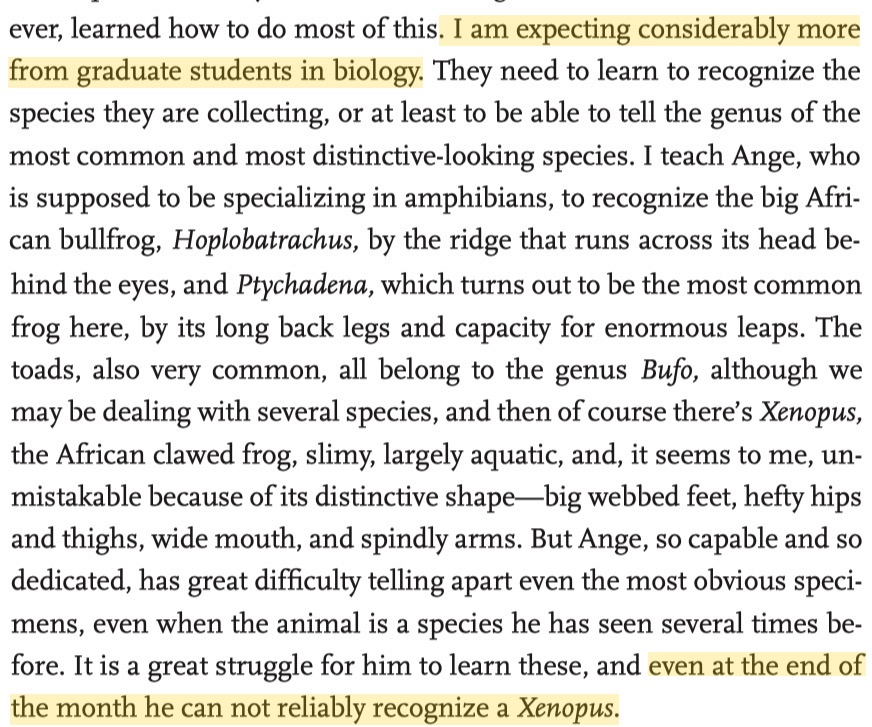 ever, learned how to do most of this. I am expecting considerably more
from graduate students in biology. They need to learn to recognize the
species they are collecting, or at least to be able to tell the genus of the
most common and most distinctive-looking species. I teach Ange, who
is supposed to be specializing in amphibians, to recognize the big Afri-
can bullfrog, Hoplobatrachus, by the ridge that runs across its head be-
hind the eyes, and Ptychadena, which turns out to be the most common
frog here, by its long back legs and capacity for enormous leaps. The
toads, also very common, all belong to the genus Bufo, although we
may be dealing with several species, and then of course there’s Xenopus,
the African clawed frog, slimy, largely aquatic, and, it seems to me, un-
mistakable because of its distinctive shape—big webbed feet, hefty hips
and thighs, wide mouth, and spindly arms. But Ange, so capable and so
dedicated, has great difficulty telling apart even the most obvious speci-
mens, even when the animal is a species he has seen several times be-
fore. It is a great struggle for him to learn these, and even at the end of
the month he can not reliably recognize a Xenopus.